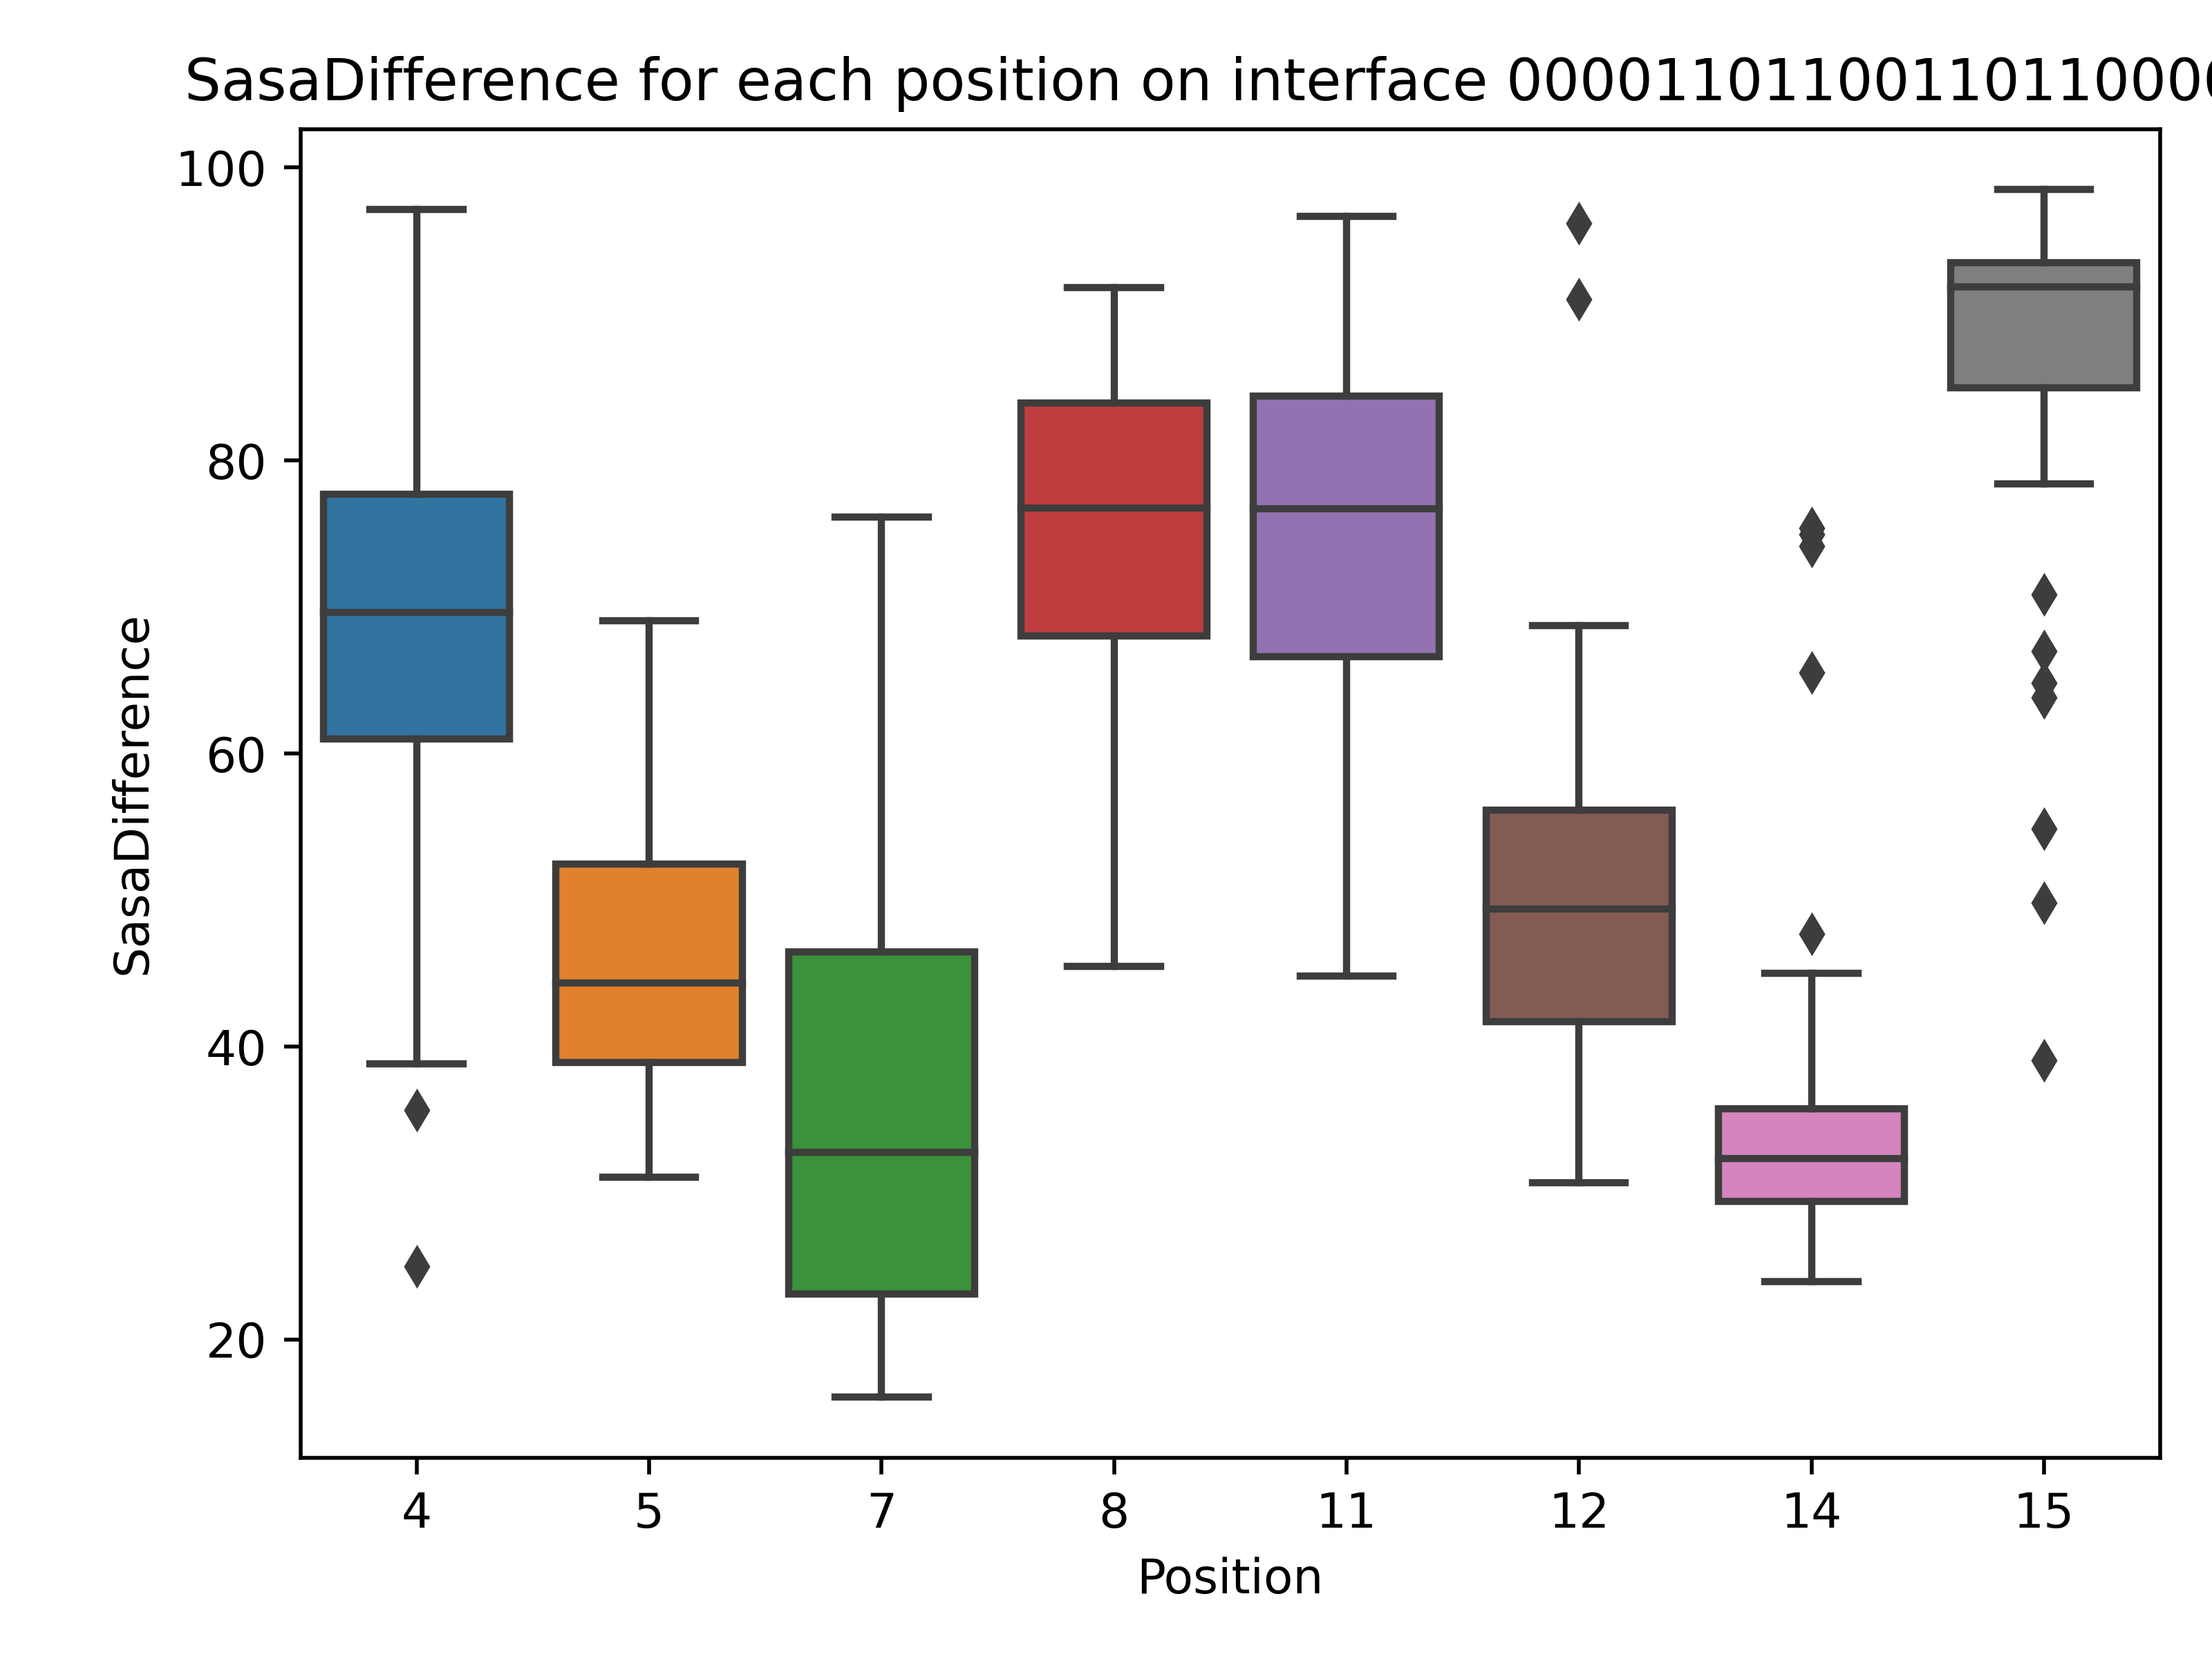 SasaDifference for each position on interface 00001101100110110000
100
80
60
40
20
SasaDifference
4 5 7 8 11 12 14 15
Position